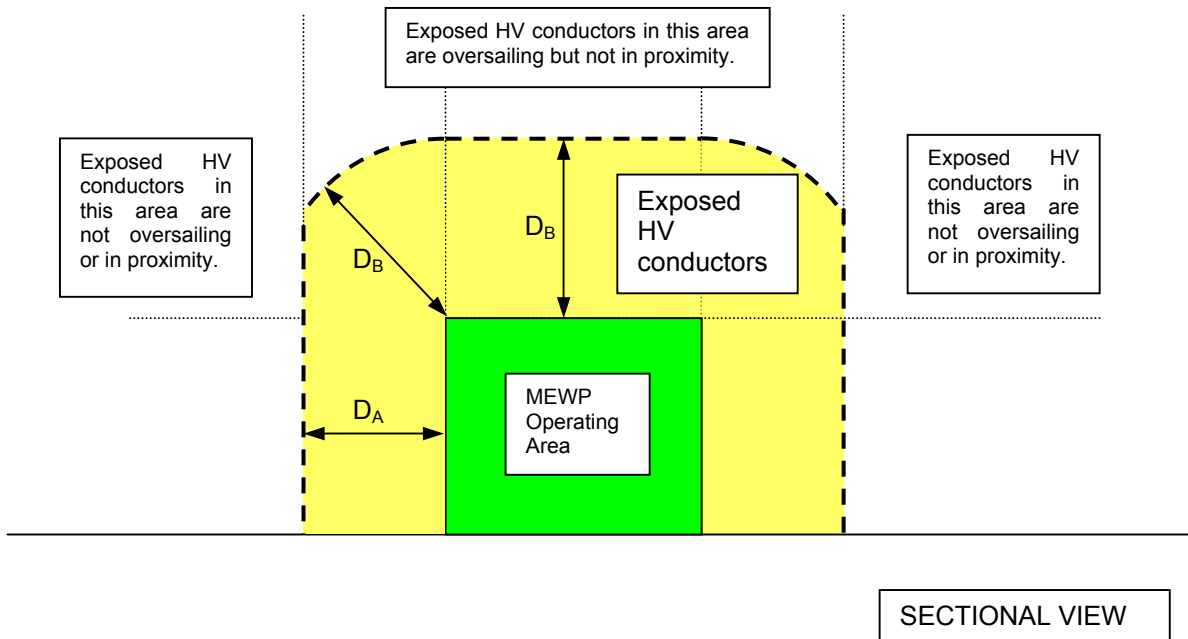 Exposed HV conductors in this area
are oversailing but not in proximity.
Exposed HV
conductors in
this area are
not oversailing
or in proximity.
Exposed
HV
conductors
Exposed HV
conductors in
this area are
not oversailing
or in proximity.
DB
DB
DA
MEWP
Operating
Area
SECTIONAL VIEW